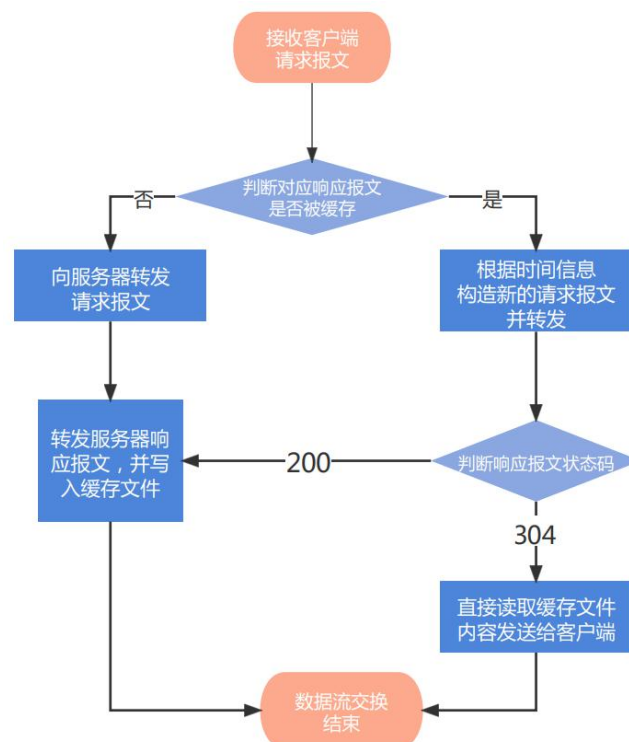 接收客户端
请求报文
判断对应响应报文
是否被缓存
否
是
向服务器转发
请求报文
根据时间信息
构造新的请求报文
并转发
转发服务器响
应报文，并写
入缓存文件
200
判断响应报文状态码
304
直接读取缓存文件
内容发送给客户端
数据流交换
结束